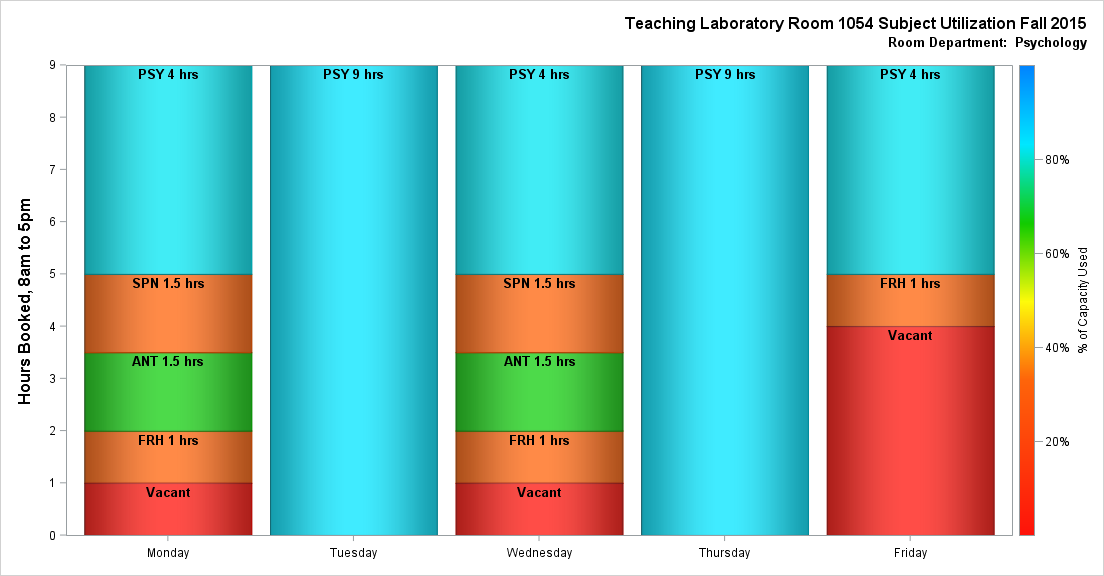 Teaching Laboratory Room 1054 Subject Utilization Fall 2015
Room Department: Psychology
Hours Booked, 8am to 5pm
9
8
7
6
5
4
3
2
1
0
PSY 4 hrs
SPN 1.5 hrs
ANT 1.5 hrs
FRH 1 hrs
Vacant
PSY 9 hrs
PSY 4 hrs
SPN 1.5 hrs
ANT 1.5 hrs
FRH 1 hrs
Vacant
PSY 9 hrs
PSY 4 hrs
FRH 1 hrs
Vacant
Monday
Tuesday
Wednesday
Thursday
Friday
80%
60%
40%
20%
% of Capacity Used